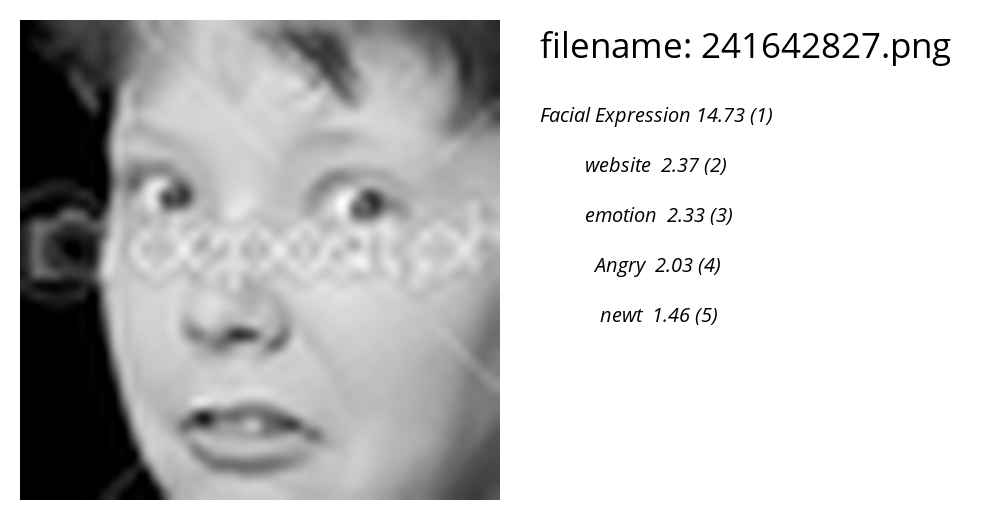 filename: 241642827.png
Facial Expression 14.73 (1)
website 2.37 (2)
emotion 2.33 (3)
Angry 2.03 (4)
newt 1.46 (5)
depositph